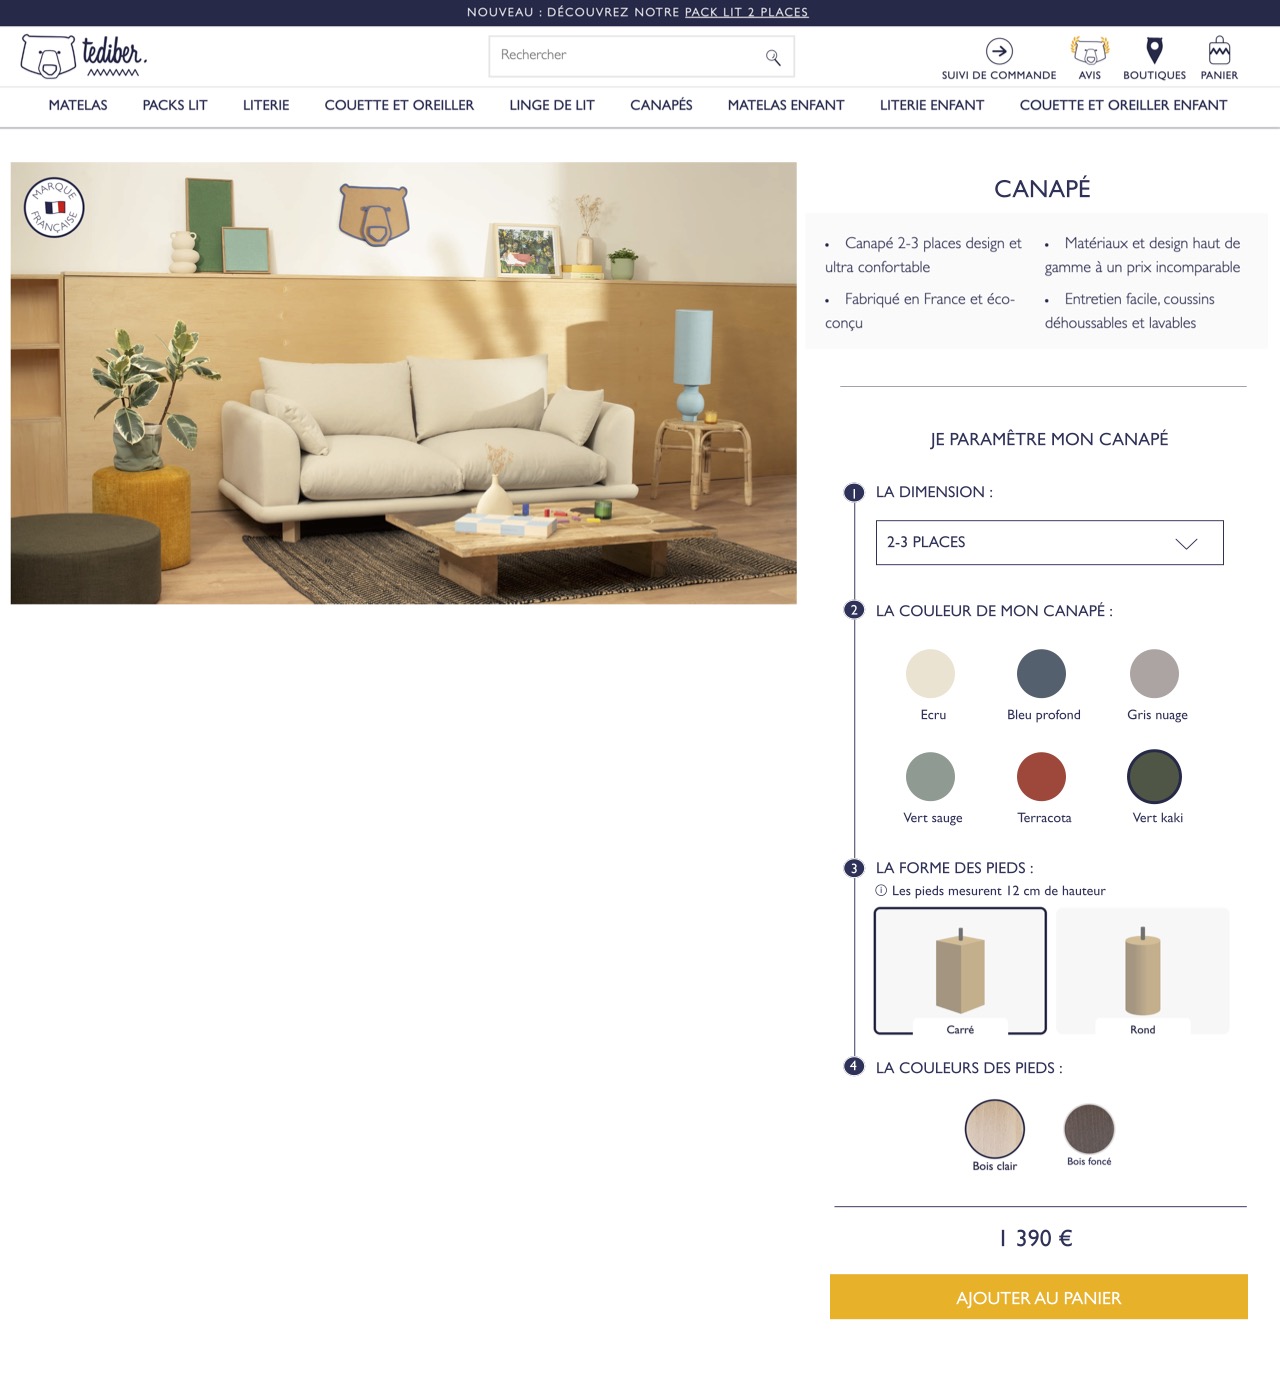 NOUVEAU : DÉCOUVREZ NOTRE PACK LIT 2 PLACES
tediber.
Rechercher
SUIVI DE COMMANDE
AVIS
BOUTIQUES
PANIER
MATELAS
PACKS LIT
LITERIE
COUETTE ET OREILLER
LINGE DE LIT
CANAPÉS
MATELAS ENFANT
LITERIE ENFANT
COUETTE ET OREILLER ENFANT
MARQUE FRANÇAISE
CANAPÉ
• Canapé 2-3 places design et
ultra confortable
• Fabriqué en France et éco-
conçu
• Matériaux et design haut de
gamme à un prix incomparable
• Entretien facile, coussins
déhoussables et lavables
JE PARAMÊTRE MON CANAPÉ
1 LA DIMENSION :
2-3 PLACES
2 LA COULEUR DE MON CANAPÉ :
Ecru
Bleu profond
Gris nuage
Vert sauge
Terracota
Vert kaki
3 LA FORME DES PIEDS :
ⓘ Les pieds mesurent 12 cm de hauteur
Carré
Rond
4 LA COULEURS DES PIEDS :
Bois clair
Bois foncé
1 390 €
AJOUTER AU PANIER